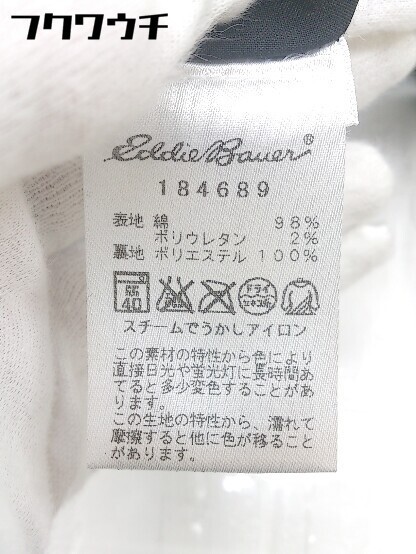 フクワウチ
Eddie Bauer®
184689
表地 綿 98%
ポリウレタン 2%
裏地 ポリエステル 100%
40
ドライ
スチームでうかしアイロン
この素材の特性から色により
直接日光や蛍光灯に長時間あ
てると多少変色することがあ
ります。
この生地の特性から、濡れて
摩擦すると他に色が移ること
があります。